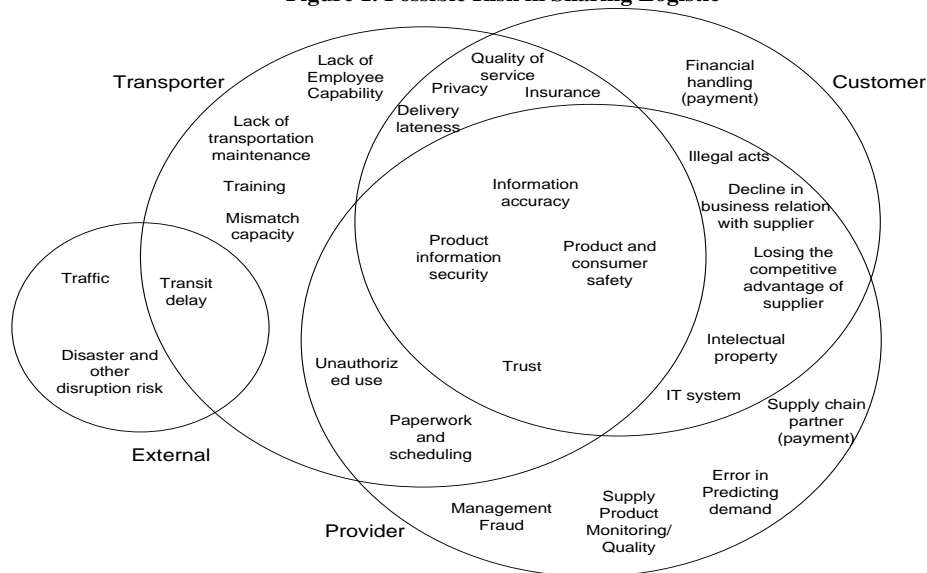 Figure 1. Possible Risk in Sharing Logistic
Transporter
Lack of
Employee
Capability
Lack of
transportation
maintenance
Training
Mismatch
capacity
Quality of
service
Privacy
Insurance
Delivery
lateness
Financial
handling
(payment)
Customer
Illegal acts
Decline in
business relation
with supplier
Losing the
competitive
advantage of
supplier
Intelectual
property
IT system
Information
accuracy
Product
information
security
Product and
consumer
safety
Trust
Traffic
Transit
delay
Disaster and
other
disruption risk
External
Unauthoriz
ed use
Paperwork
and
scheduling
Supply chain
partner
(payment)
Error in
Predicting
demand
Supply
Product
Monitoring/
Quality
Management
Fraud
Provider